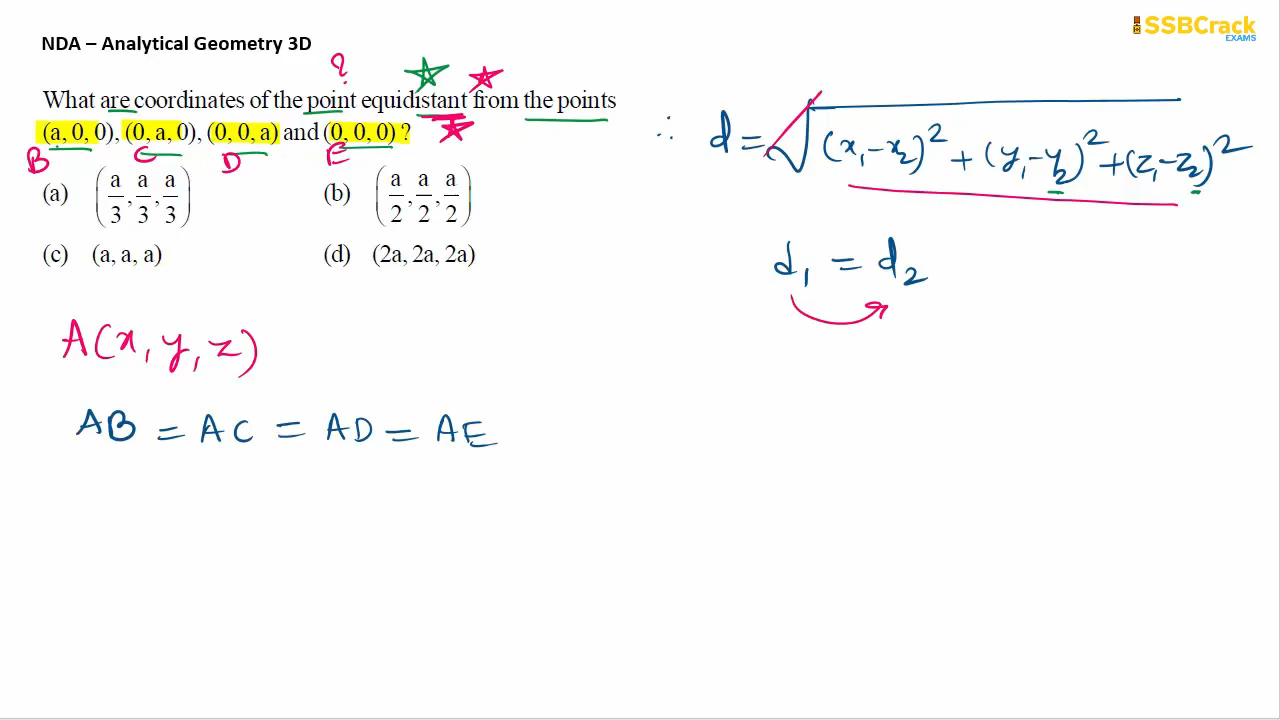 SSBCrack
EXAMS
NDA – Analytical Geometry 3D
?
What are coordinates of the point equidistant from the points
(a, 0, 0), (0, a, 0), (0, 0, a) and (0, 0, 0) ?
B C D E
(a) (a/3, a/3, a/3) (b) (a/2, a/2, a/2)
(c) (a, a, a) (d) (2a, 2a, 2a)
∴ d = √(x₁-x₂)² + (y₁-y₂)² + (z₁-z₂)²
d₁ = d₂
A(x, y, z)
AB = AC = AD = AE